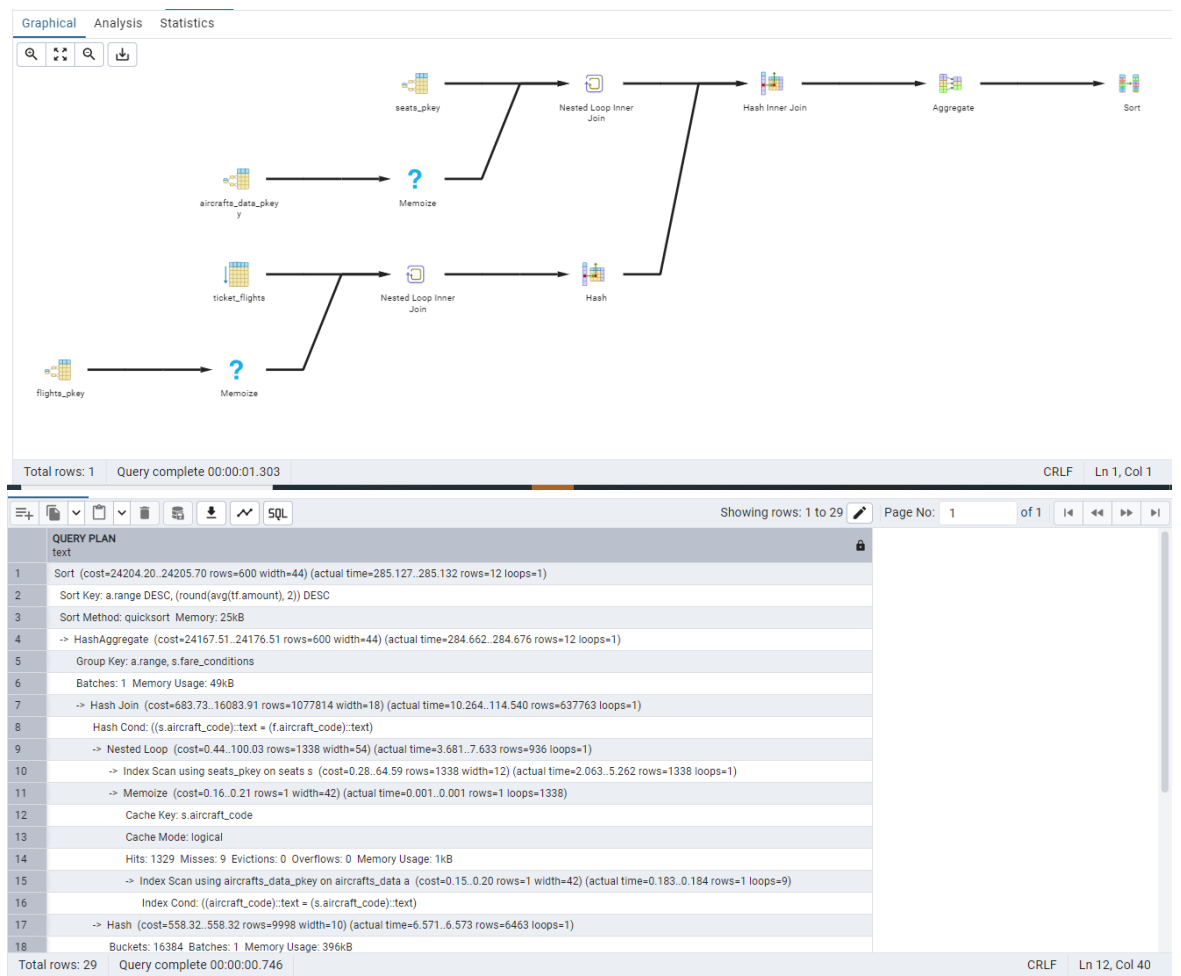 Graphical Analysis Statistics
seats_pkey
Nested Loop Inner
Join
Hash Inner Join
Aggregate
Sort
aircrafts_data_pkey
y
?
Memoize
ticket_flights
Nested Loop Inner
Join
Hash
flights_pkey
?
Memoize
Total rows: 1 Query complete 00:00:01.303 CRLF Ln 1, Col 1
SQL Showing rows: 1 to 29 Page No: 1 of 1
QUERY PLAN
text
1 Sort (cost=24204.20..24205.70 rows=600 width=44) (actual time=285.127..285.132 rows=12 loops=1)
2 Sort Key: a.range DESC, (round(avg(tf.amount), 2)) DESC
3 Sort Method: quicksort Memory: 25kB
4 -> HashAggregate (cost=24167.51..24176.51 rows=600 width=44) (actual time=284.662..284.676 rows=12 loops=1)
5 Group Key: a.range, s.fare_conditions
6 Batches: 1 Memory Usage: 49kB
7 -> Hash Join (cost=683.73..16083.91 rows=1077814 width=18) (actual time=10.264..114.540 rows=637763 loops=1)
8 Hash Cond: ((s.aircraft_code)::text = (f.aircraft_code)::text)
9 -> Nested Loop (cost=0.44..100.03 rows=1338 width=54) (actual time=3.681..7.633 rows=936 loops=1)
10 -> Index Scan using seats_pkey on seats s (cost=0.28..64.59 rows=1338 width=12) (actual time=2.063..5.262 rows=1338 loops=1)
11 -> Memoize (cost=0.16..0.21 rows=1 width=42) (actual time=0.001..0.001 rows=1 loops=1338)
12 Cache Key: s.aircraft_code
13 Cache Mode: logical
14 Hits: 1329 Misses: 9 Evictions: 0 Overflows: 0 Memory Usage: 1kB
15 -> Index Scan using aircrafts_data_pkey on aircrafts_data a (cost=0.15..0.20 rows=1 width=42) (actual time=0.183..0.184 rows=1 loops=9)
16 Index Cond: ((aircraft_code)::text = (s.aircraft_code)::text)
17 -> Hash (cost=558.32..558.32 rows=9998 width=10) (actual time=6.571..6.573 rows=6463 loops=1)
18 Buckets: 16384 Batches: 1 Memory Usage: 396kB
Total rows: 29 Query complete 00:00:00.746 CRLF Ln 12, Col 40